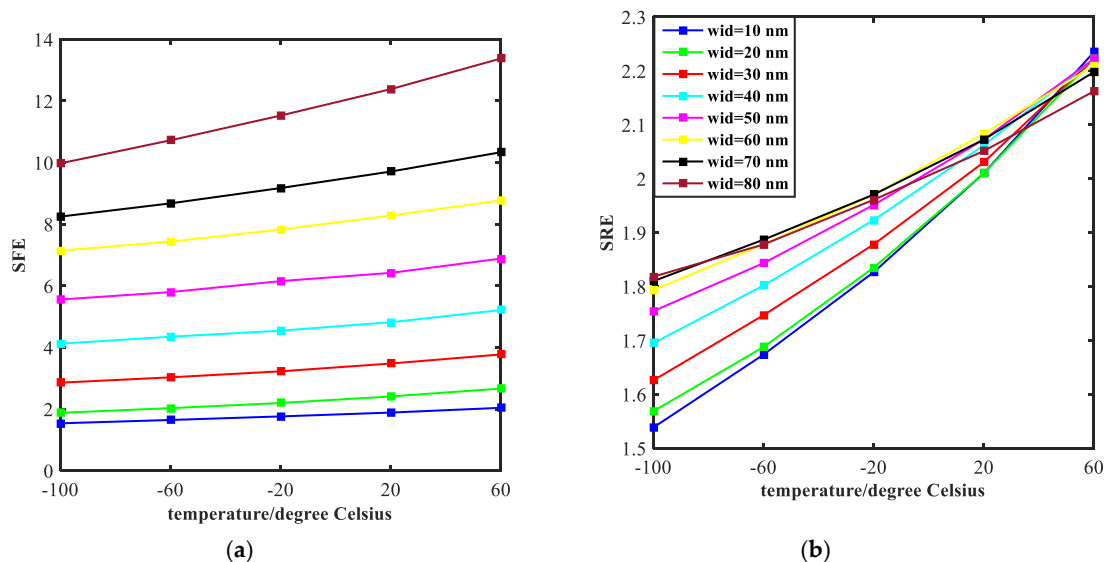 14
12
10
8
6
4
2
0
SFE
-100
-60
-20
20
60
temperature/degree Celsius
(a)
2.3
2.2
2.1
2
1.9
1.8
1.7
1.6
1.5
SRE
wid=10 nm
wid=20 nm
wid=30 nm
wid=40 nm
wid=50 nm
wid=60 nm
wid=70 nm
wid=80 nm
-100
-60
-20
20
60
temperature/degree Celsius
(b)